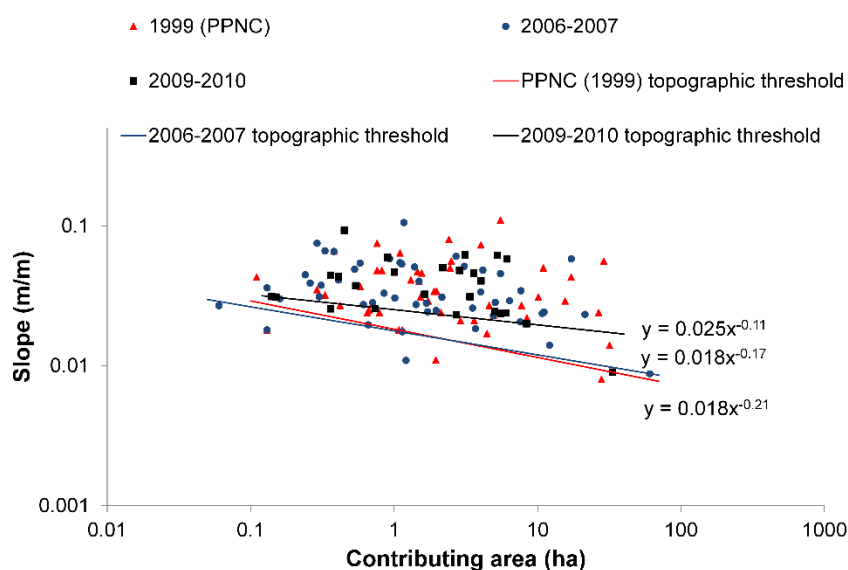 1999 (PPNC) 2006-2007
2009-2010 PPNC (1999) topographic threshold
2006-2007 topographic threshold 2009-2010 topographic threshold
0.1
0.01
0.001
Slope (m/m)
y = 0.025x^-0.11
y = 0.018x^-0.17
y = 0.018x^-0.21
0.01 0.1 1 10 100 1000
Contributing area (ha)